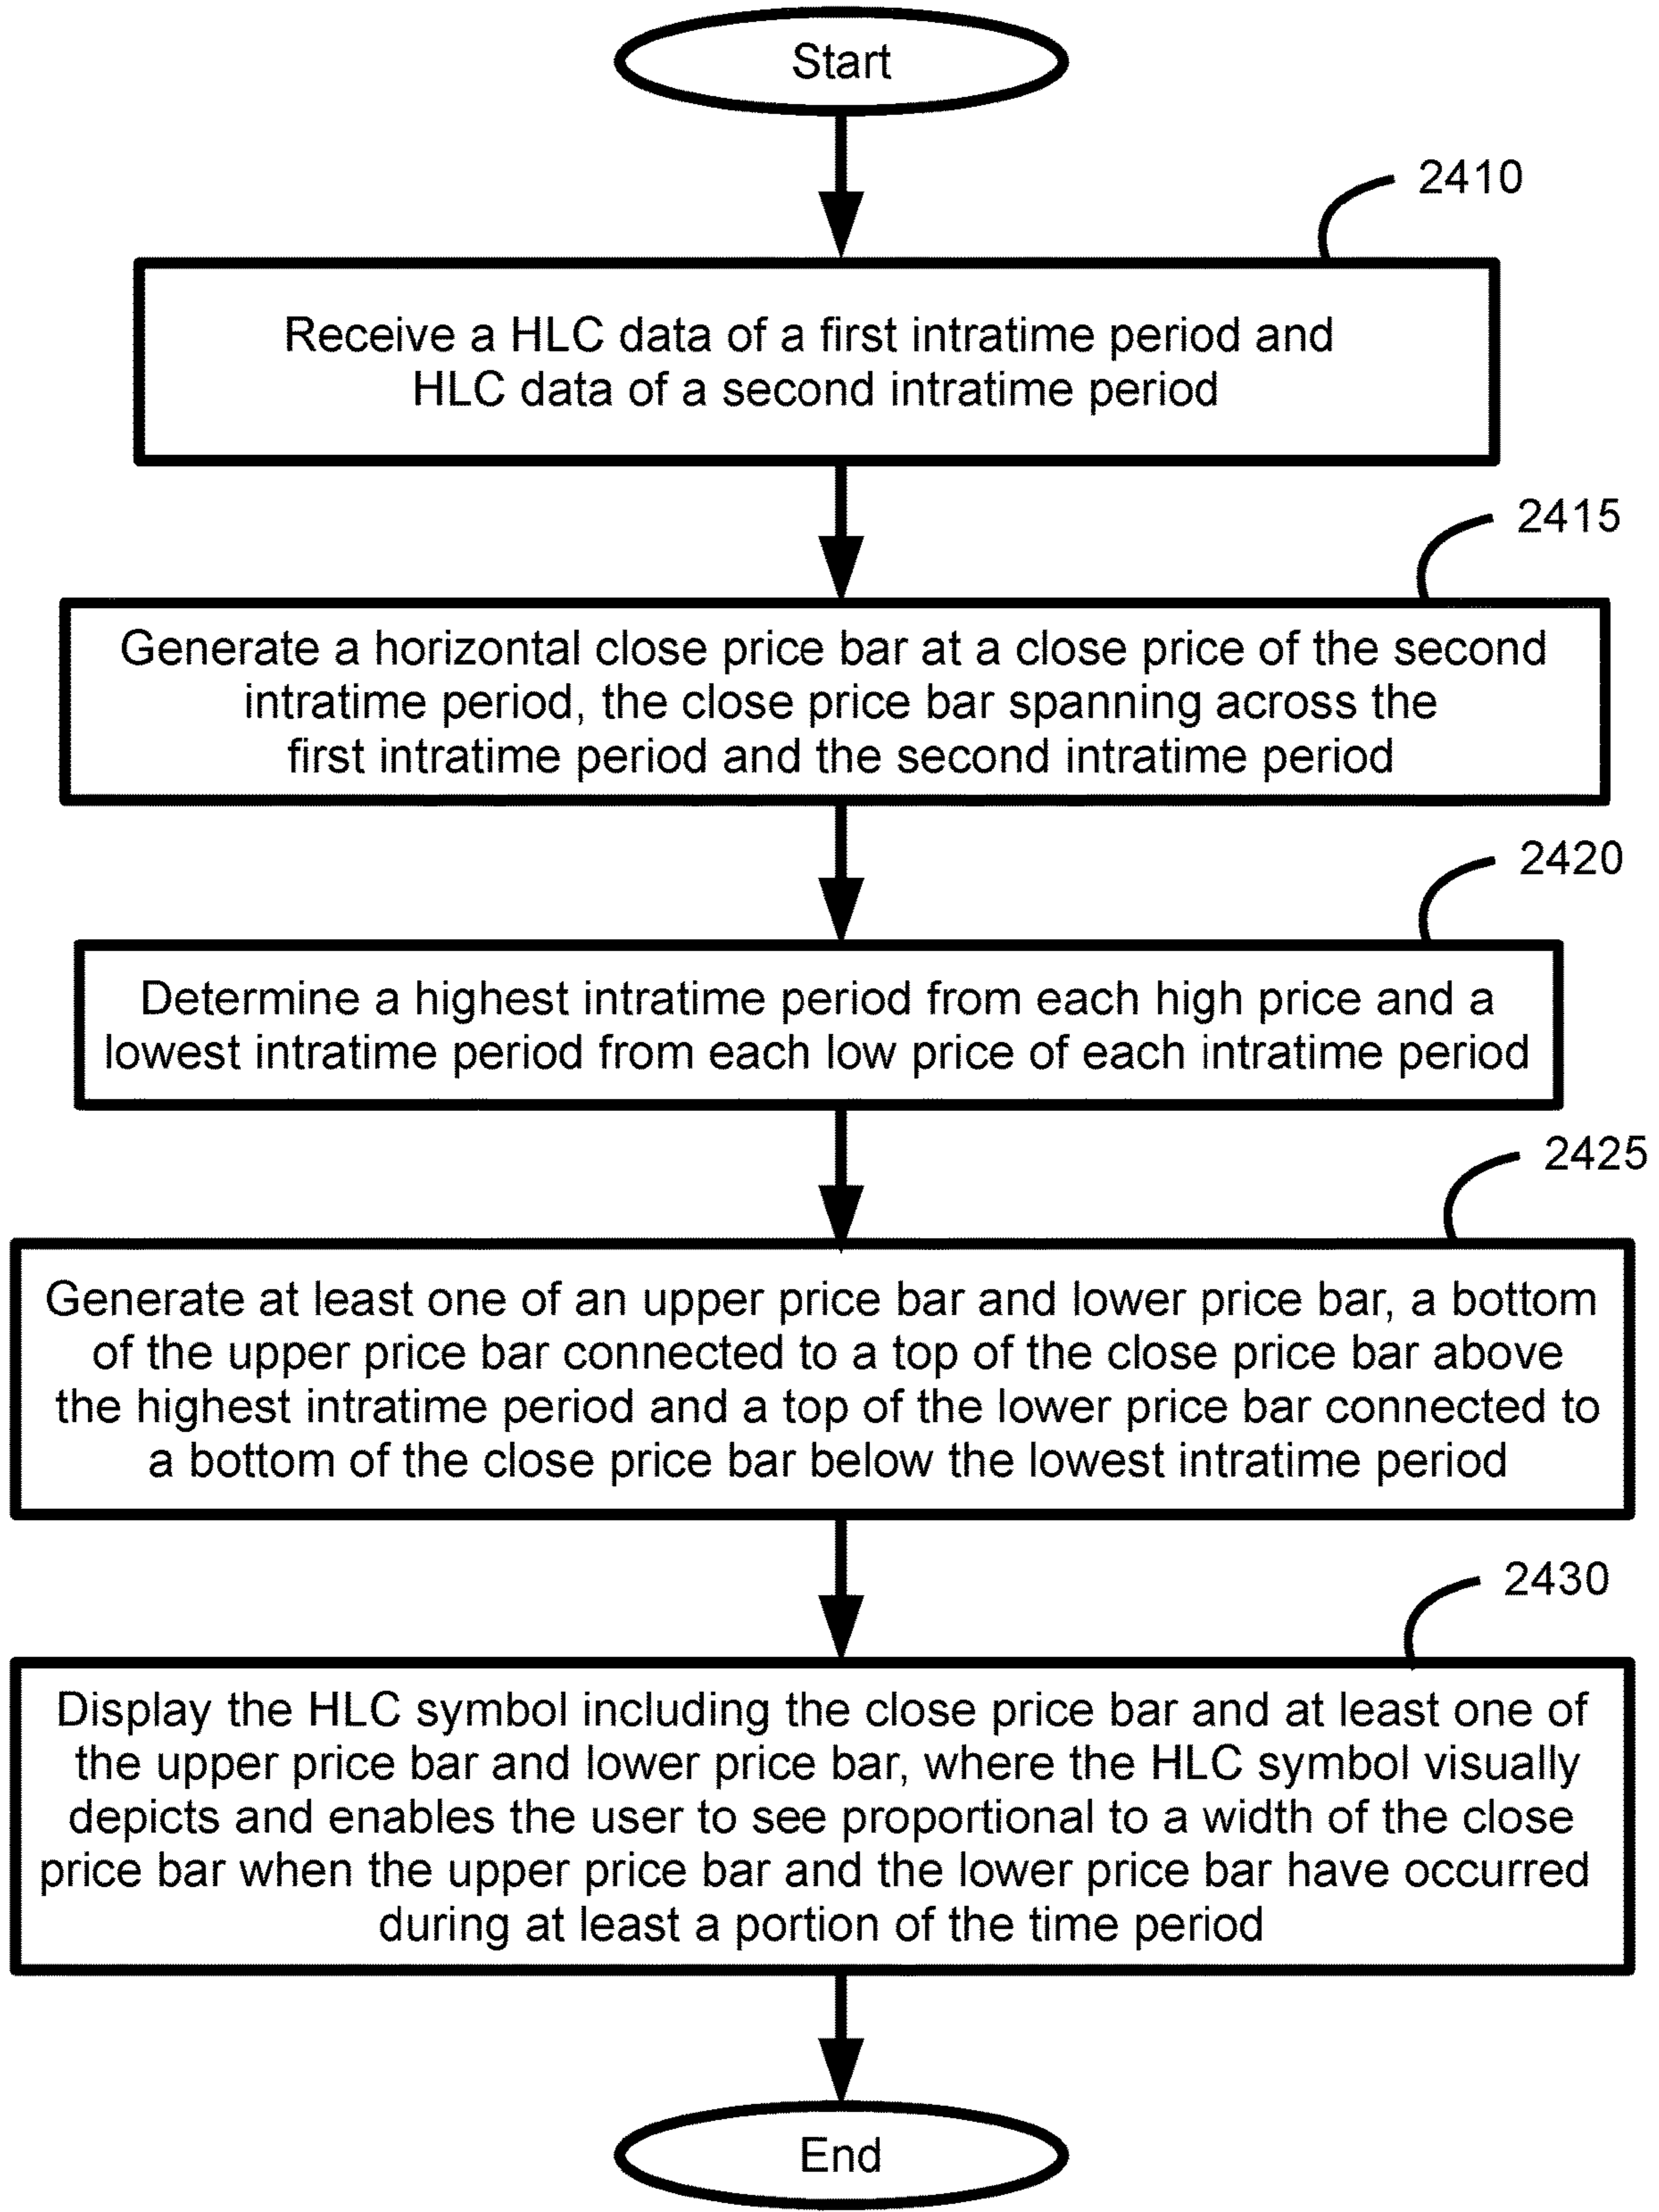 Start
2410
Receive a HLC data of a first intratime period and
HLC data of a second intratime period
2415
Generate a horizontal close price bar at a close price of the second
intratime period, the close price bar spanning across the
first intratime period and the second intratime period
2420
Determine a highest intratime period from each high price and a
lowest intratime period from each low price of each intratime period
2425
Generate at least one of an upper price bar and lower price bar, a bottom
of the upper price bar connected to a top of the close price bar above
the highest intratime period and a top of the lower price bar connected to
a bottom of the close price bar below the lowest intratime period
2430
Display the HLC symbol including the close price bar and at least one of
the upper price bar and lower price bar, where the HLC symbol visually
depicts and enables the user to see proportional to a width of the close
price bar when the upper price bar and the lower price bar have occurred
during at least a portion of the time period
End